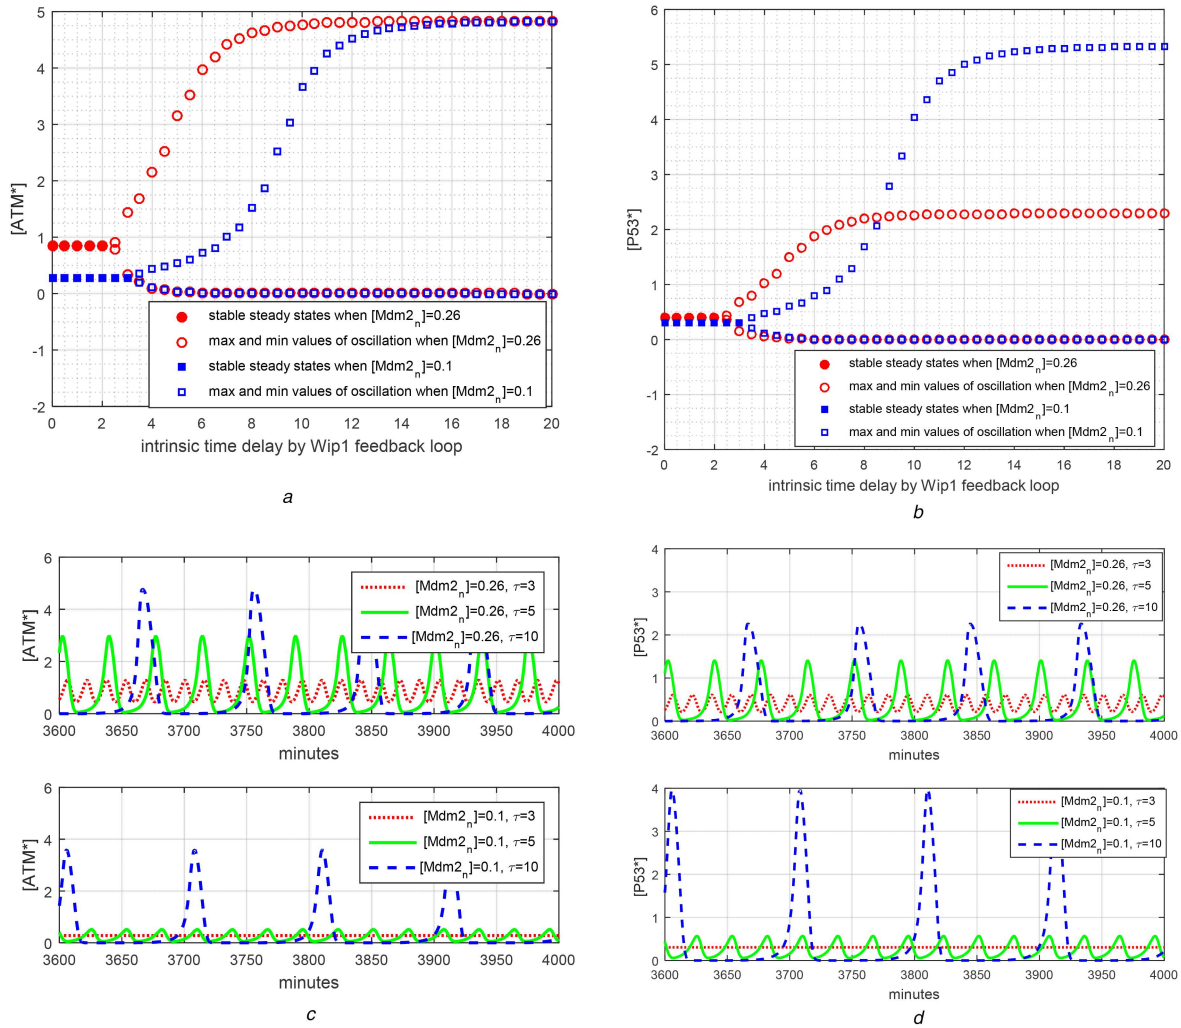 5
4
3
2
1
0
-1
-2
[ATM*]
stable steady states when [Mdm2n]=0.26
max and min values of oscillation when [Mdm2n]=0.26
stable steady states when [Mdm2n]=0.1
max and min values of oscillation when [Mdm2n]=0.1
0 2 4 6 8 10 12 14 16 18 20
intrinsic time delay by Wip1 feedback loop
a
6
5
4
3
2
1
0
-1
-2
[P53*]
stable steady states when [Mdm2n]=0.26
max and min values of oscillation when [Mdm2n]=0.26
stable steady states when [Mdm2n]=0.1
max and min values of oscillation when [Mdm2n]=0.1
0 2 4 6 8 10 12 14 16 18 20
intrinsic time delay by Wip1 feedback loop
b
6
4
2
0
[ATM*]
[Mdm2n]=0.26, τ=3
[Mdm2n]=0.26, τ=5
[Mdm2n]=0.26, τ=10
3600 3650 3700 3750 3800 3850 3900 3950 4000
minutes
6
4
2
0
[ATM*]
[Mdm2n]=0.1, τ=3
[Mdm2n]=0.1, τ=5
[Mdm2n]=0.1, τ=10
3600 3650 3700 3750 3800 3850 3900 3950 4000
minutes
c
4
3
2
1
0
[P53*]
[Mdm2n]=0.26, τ=3
[Mdm2n]=0.26, τ=5
[Mdm2n]=0.26, τ=10
3600 3650 3700 3750 3800 3850 3900 3950 4000
minutes
4
3
2
1
0
[P53*]
[Mdm2n]=0.1, τ=3
[Mdm2n]=0.1, τ=5
[Mdm2n]=0.1, τ=10
3600 3650 3700 3750 3800 3850 3900 3950 4000
minutes
d